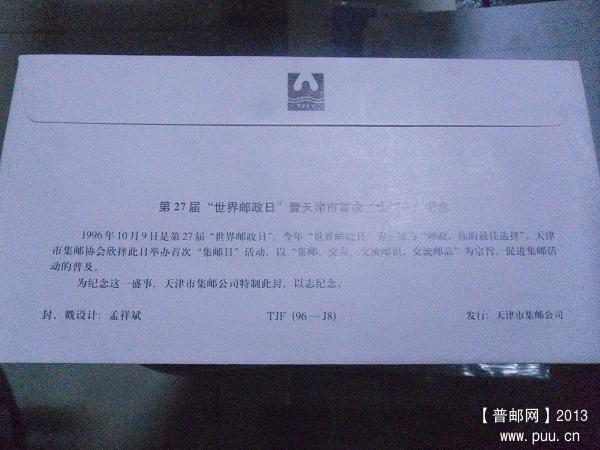 第27届“世界邮政日”暨天津市首次“集邮日”纪念
1996年10月9日是第27届“世界邮政日”。今年“世界邮政日”的主题为“邮政，你的最佳选择”。天津
市集邮协会欣择此日举办首次“集邮日”活动，以“集邮、交友、交流邮识、交流邮品”为宗旨，促进集邮活
动的普及。
为纪念这一盛事，天津市集邮公司特制此封，以志纪念。
封、戳设计：孟祥斌 TJF (96—J8) 发行：天津市集邮公司
【普邮网】2013
www.puu.cn